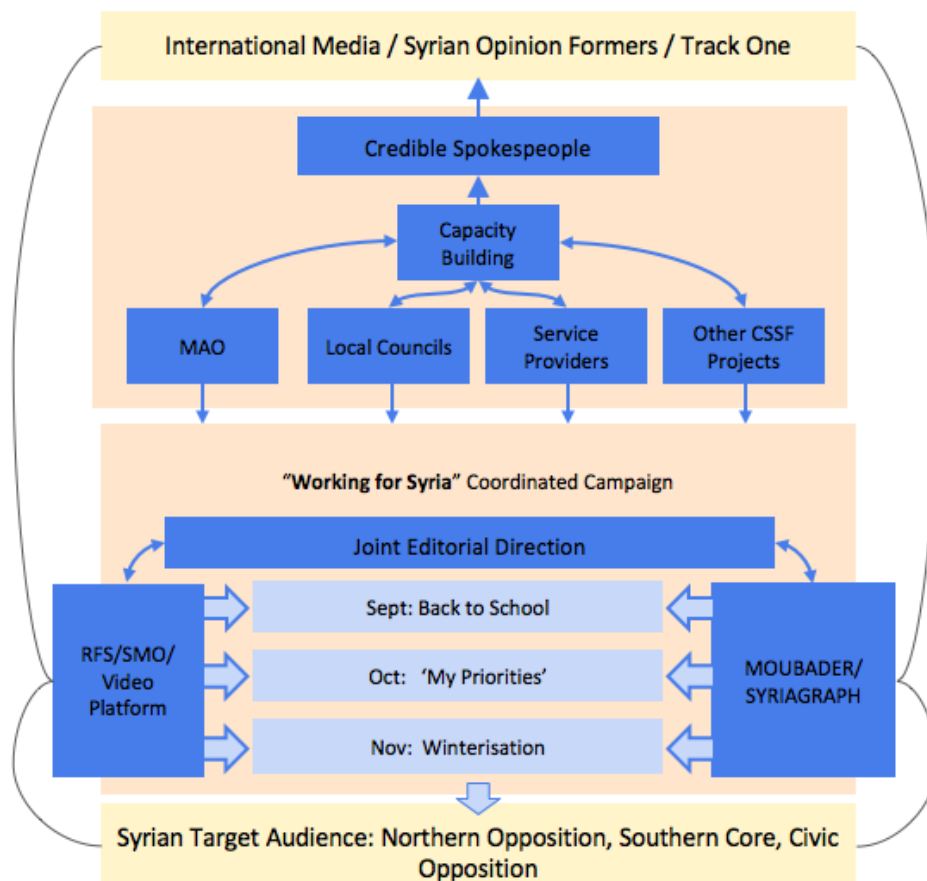 International Media / Syrian Opinion Formers / Track One
Credible Spokespeople
Capacity
Building
MAO
Local Councils
Service
Providers
Other CSSF
Projects
“Working for Syria” Coordinated Campaign
Joint Editorial Direction
RFS/SMO/
Video
Platform
Sept: Back to School
Oct: ‘My Priorities’
Nov: Winterisation
MOUBADER/
SYRIAGRAPH
Syrian Target Audience: Northern Opposition, Southern Core, Civic
Opposition